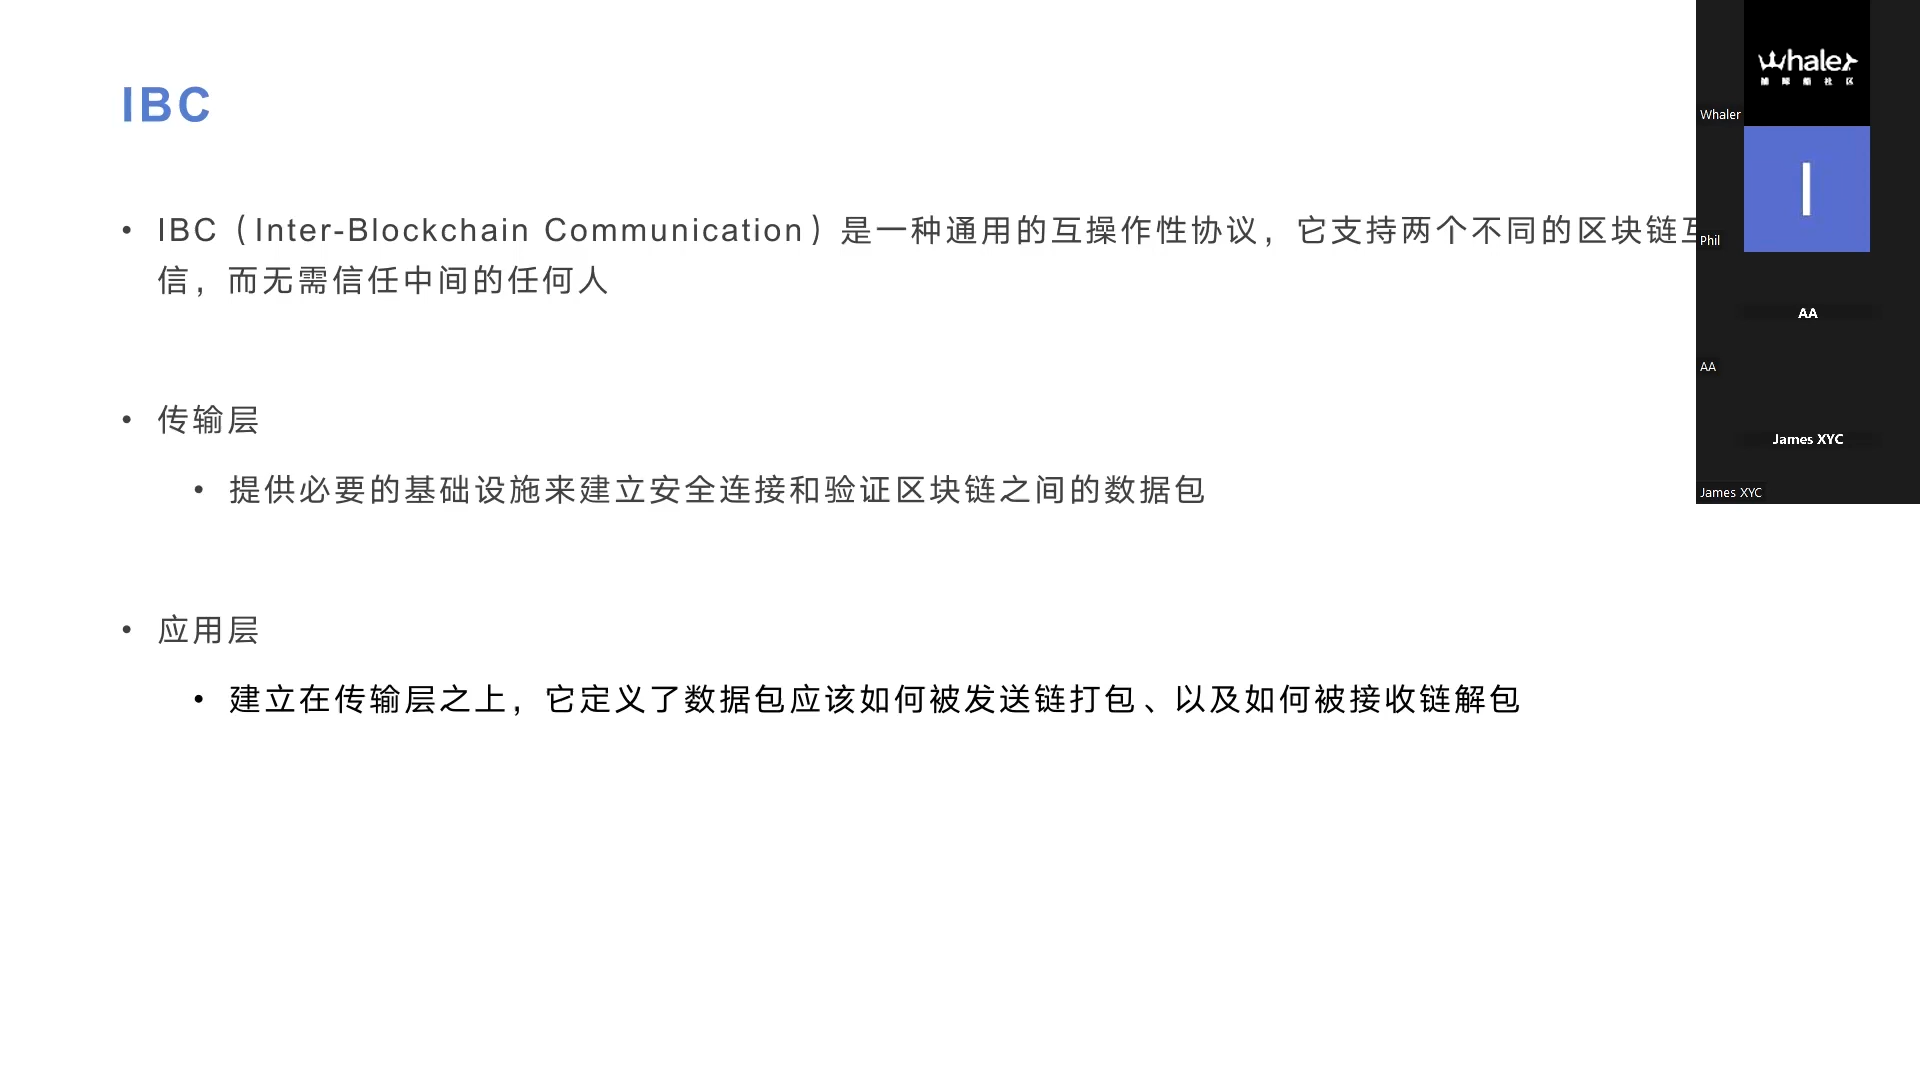 IBC
• IBC（Inter-Blockchain Communication）是一种通用的互操作性协议，它支持两个不同的区块链互
信，而无需信任中间的任何人
• 传输层
• 提供必要的基础设施来建立安全连接和验证区块链之间的数据包
• 应用层
• 建立在传输层之上，它定义了数据包应该如何被发送链打包、以及如何被接收链解包
Whaler
捕鲸船社区
Whaler
I
Phil
AA
AA
James XYC
James XYC